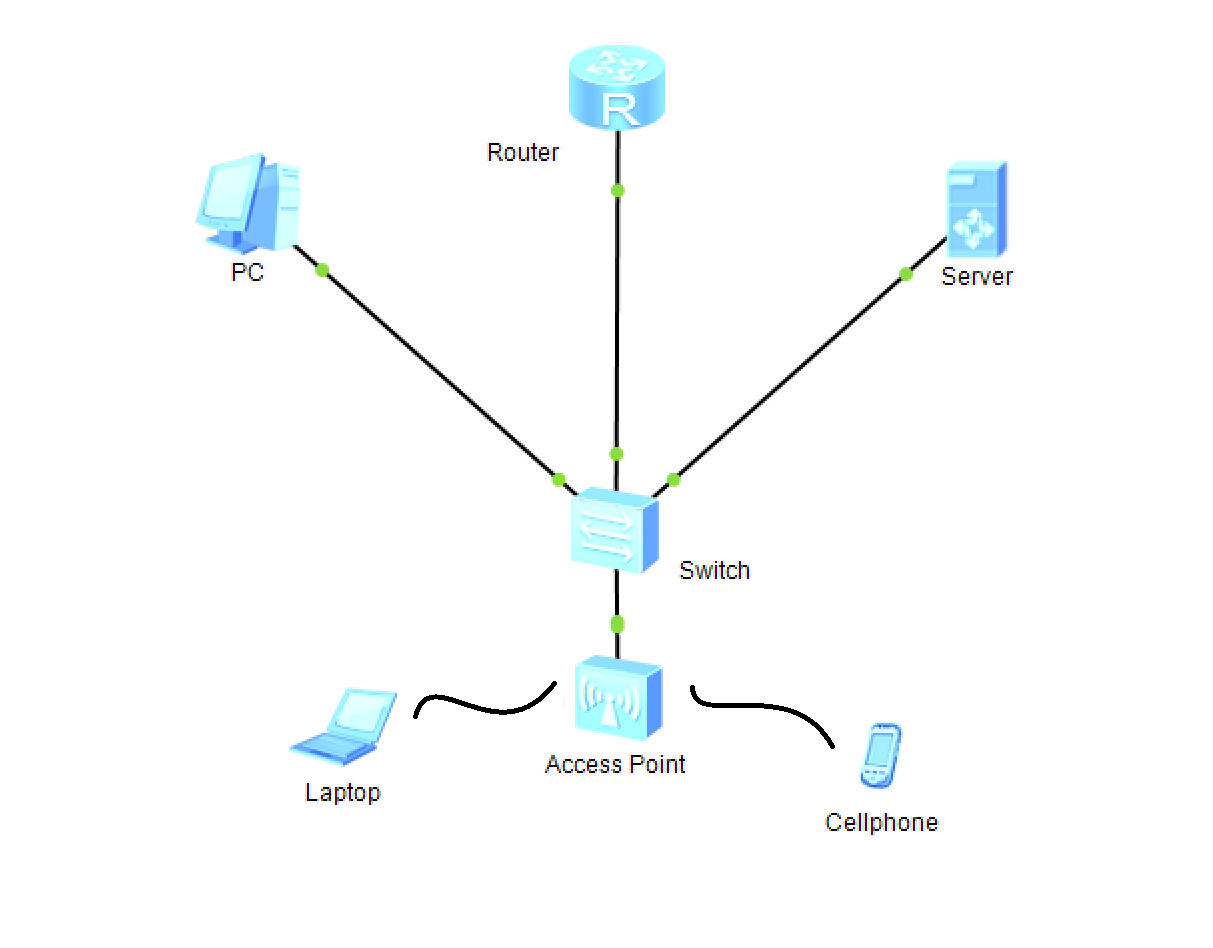 R
Router
PC
Server
Switch
Access Point
Laptop
Cellphone